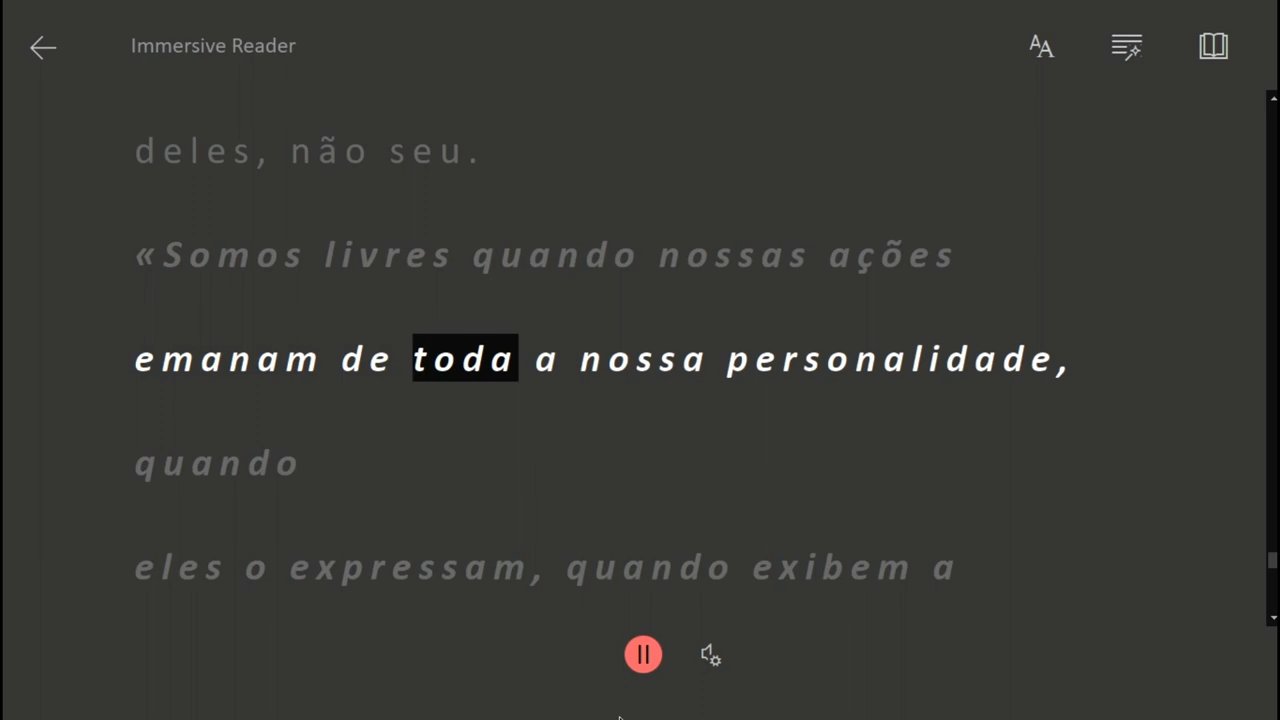 Immersive Reader
deles, não seu.
«Somos livres quando nossas ações
emanam de toda a nossa personalidade,
quando
eles o expressam, quando exibem a